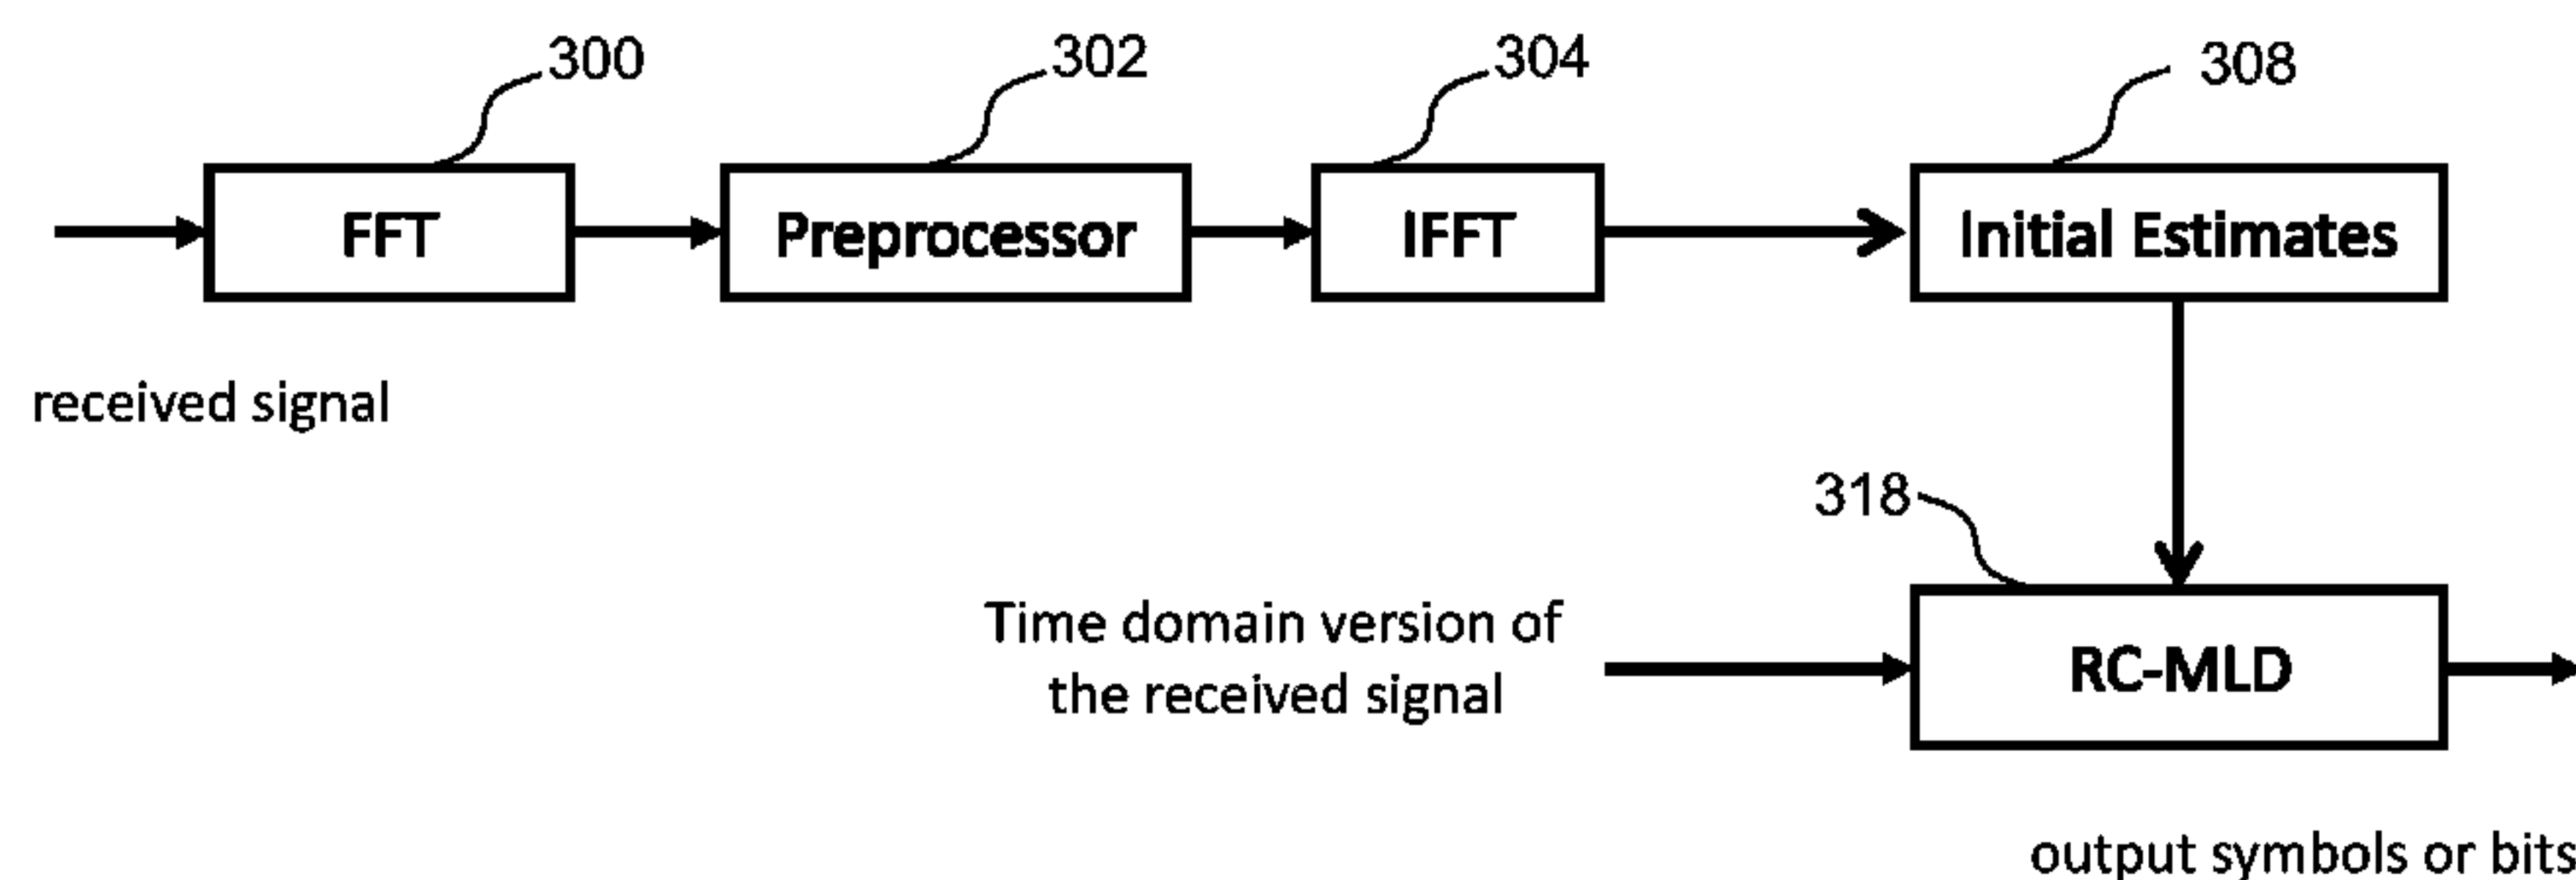 300
302
304
308
FFT
Preprocessor
IFFT
Initial Estimates
received signal
318
Time domain version of
the received signal
RC-MLD
output symbols or bits